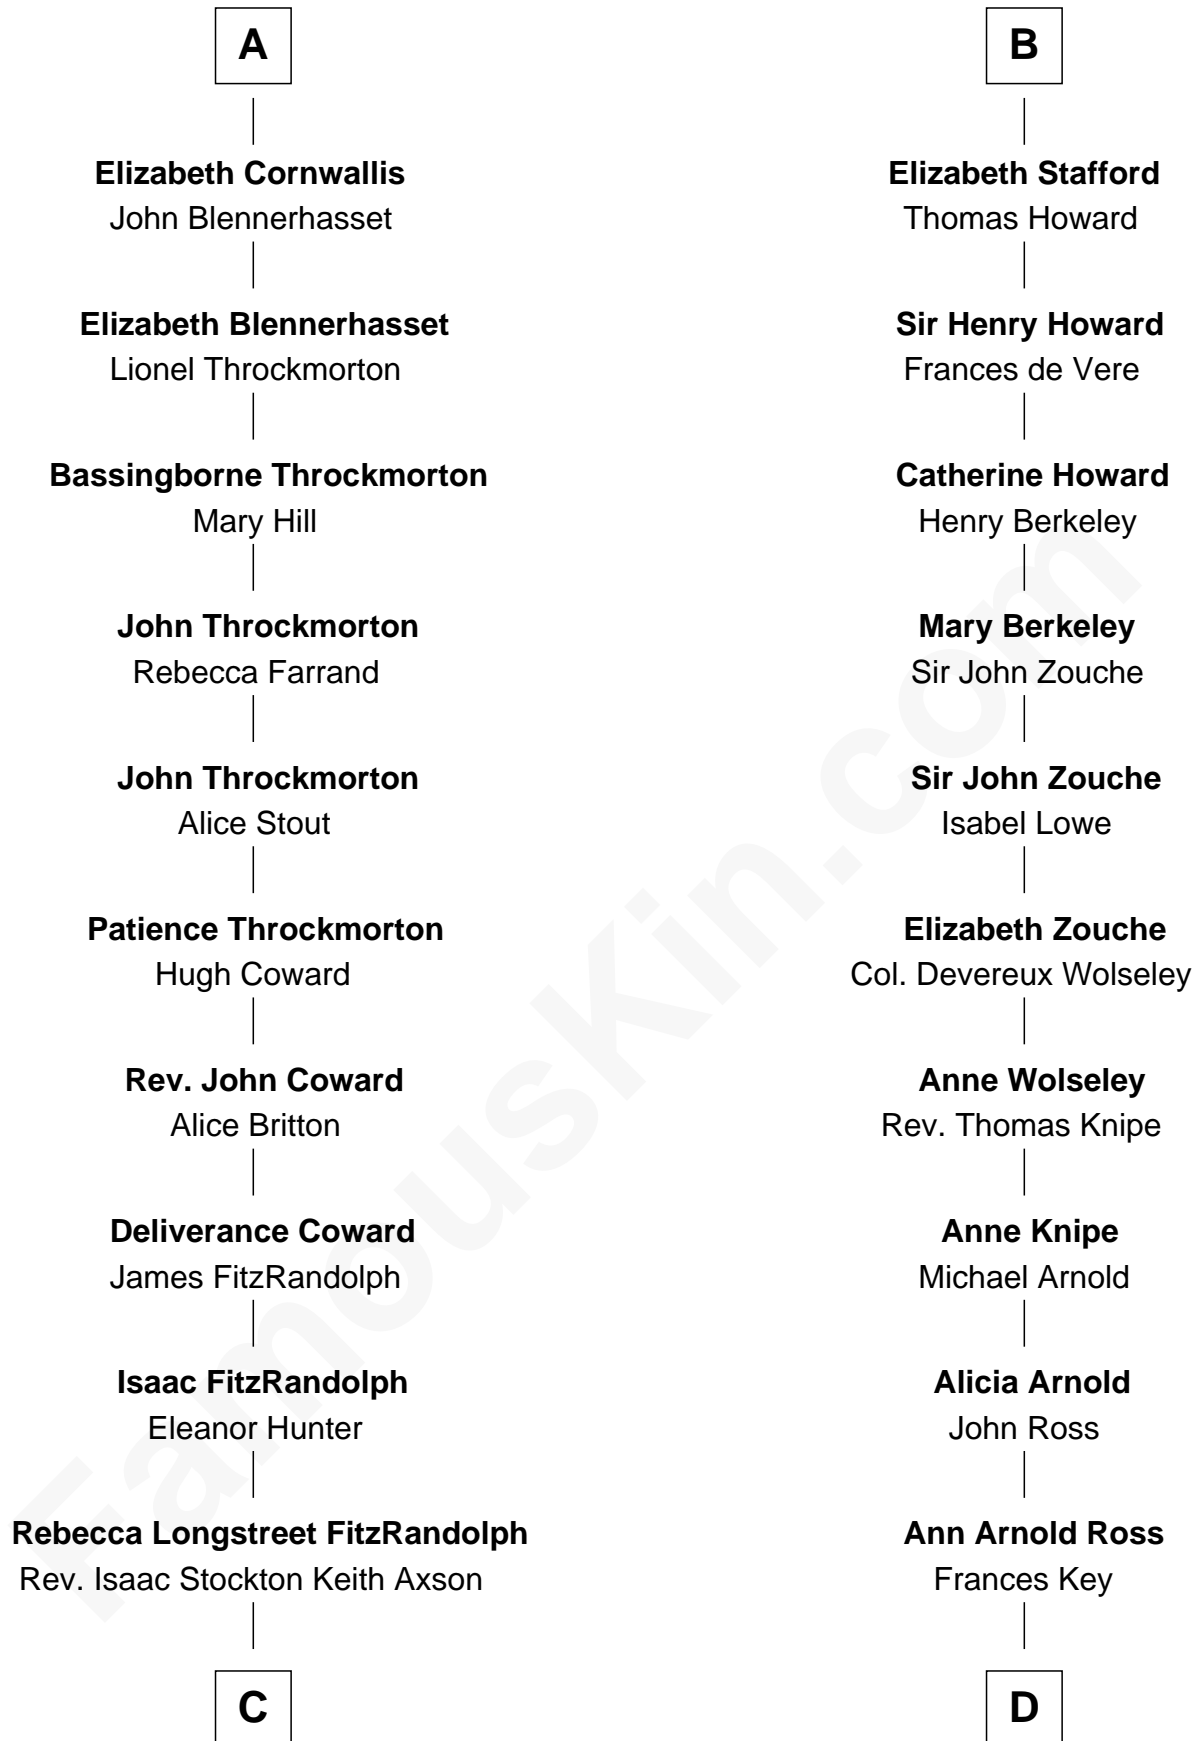 A
Elizabeth Cornwallis
John Blennerhasset
Elizabeth Blennerhasset
Lionel Throckmorton
Bassingborne Throckmorton
Mary Hill
John Throckmorton
Rebecca Farrand
John Throckmorton
Alice Stout
Patience Throckmorton
Hugh Coward
Rev. John Coward
Alice Britton
Deliverance Coward
James FitzRandolph
Isaac FitzRandolph
Eleanor Hunter
Rebecca Longstreet FitzRandolph
Rev. Isaac Stockton Keith Axson
C
B
Elizabeth Stafford
Thomas Howard
Sir Henry Howard
Frances de Vere
Catherine Howard
Henry Berkeley
Mary Berkeley
Sir John Zouche
Sir John Zouche
Isabel Lowe
Elizabeth Zouche
Col. Devereux Wolseley
Anne Wolseley
Rev. Thomas Knipe
Anne Knipe
Michael Arnold
Alicia Arnold
John Ross
Ann Arnold Ross
Frances Key
D
FamousKin.com